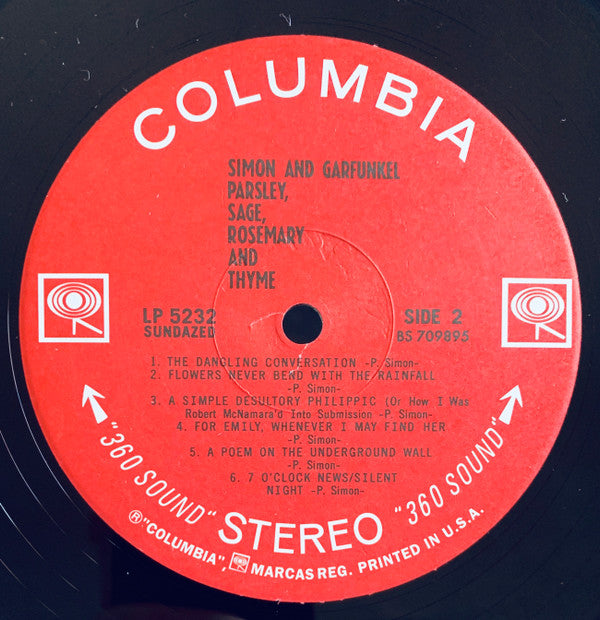 COLUMBIA
SIMON AND GARFUNKEL
PARSLEY,
SAGE,
ROSEMARY
AND
THYME
LP 5232
SUNDAZED
SIDE 2
BS 709895
1. THE DANGLING CONVERSATION -P. Simon-
2. FLOWERS NEVER BEND WITH THE RAINFALL
-P. Simon-
3. A SIMPLE DESULTORY PHILIPPIC (Or How I Was
Robert McNamara'd Into Submission -P. Simon-
4. FOR EMILY, WHENEVER I MAY FIND HER
-P. Simon-
5. A POEM ON THE UNDERGROUND WALL
-P. Simon-
6. 7 O'CLOCK NEWS/SILENT
NIGHT -P. Simon-
"360 SOUND" STEREO "360 SOUND"
®"COLUMBIA", MARCAS REG. PRINTED IN U.S.A.